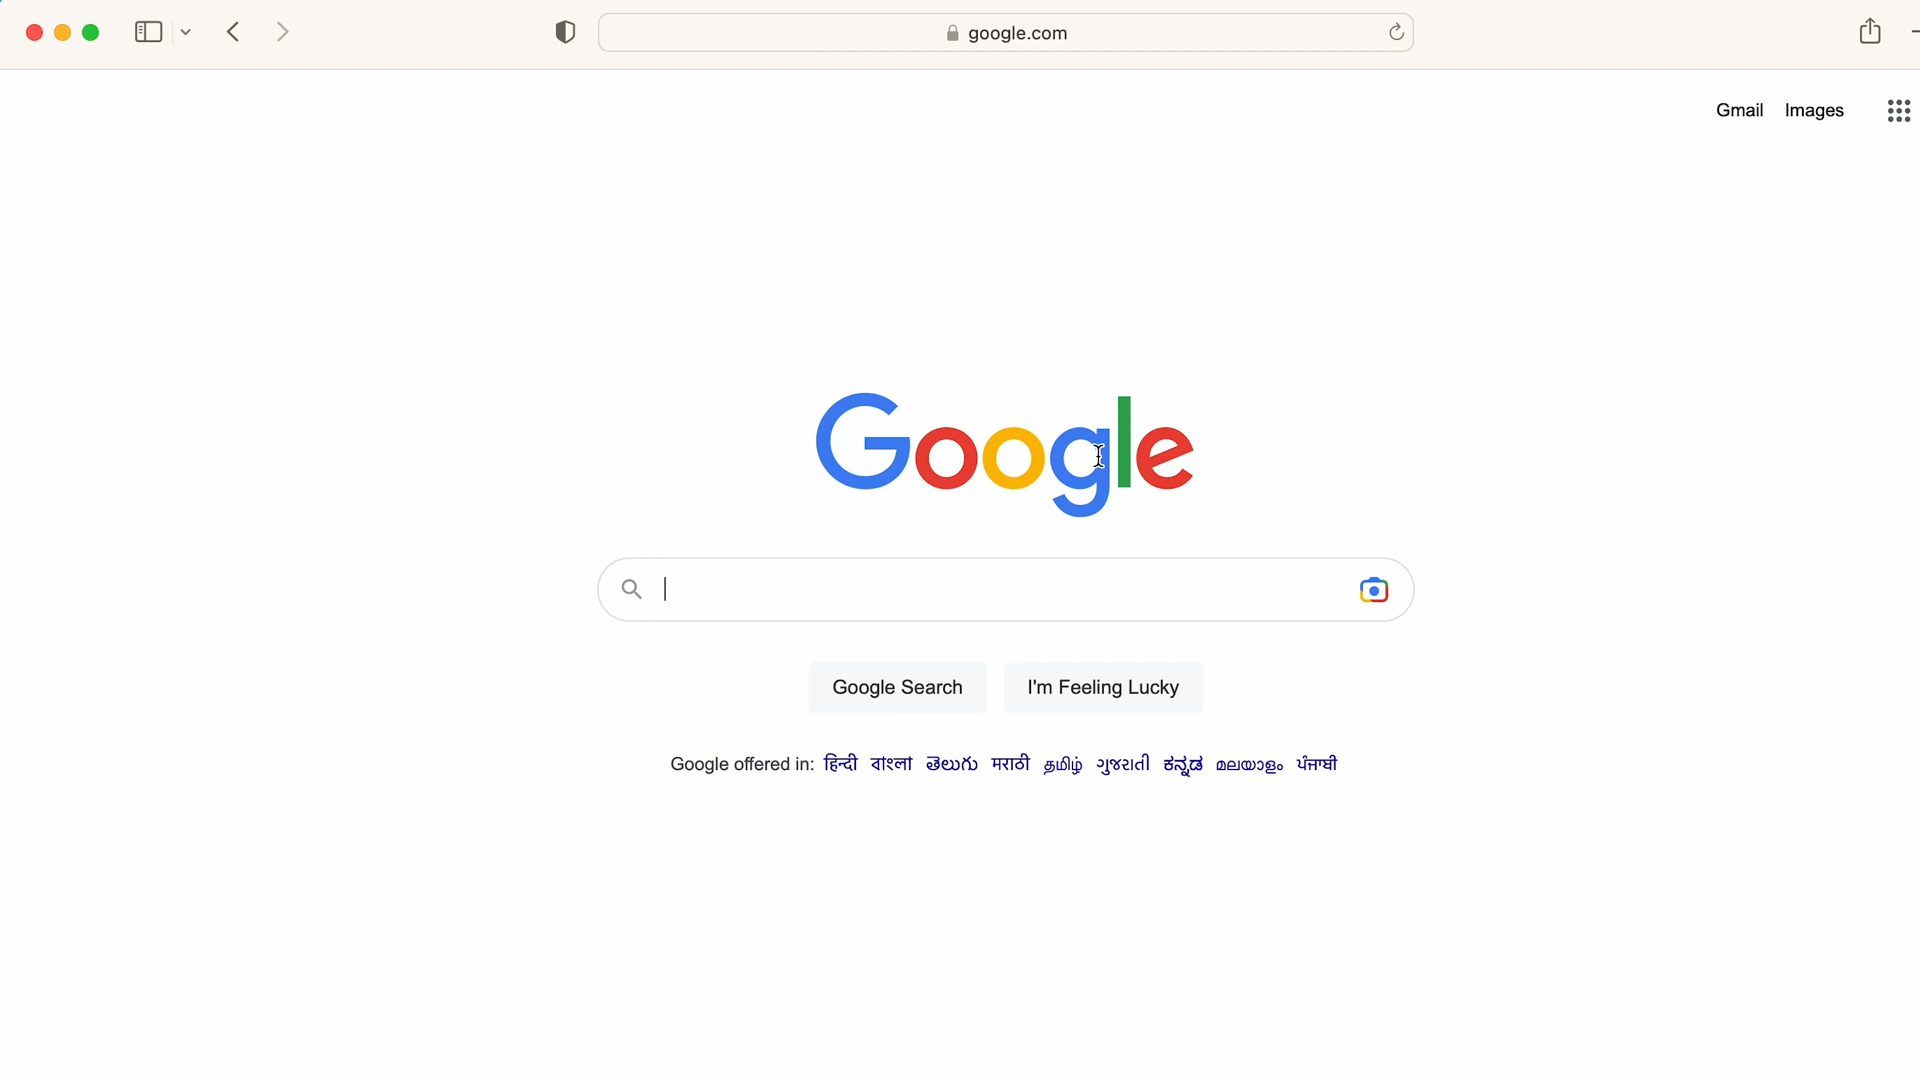 google.com
Gmail Images
Google
Google Search I'm Feeling Lucky
Google offered in: हिन्दी বাংলা తెలుగు मराठी தமிழ் ગુજરાતી ಕನ್ನಡ മലയാളം ਪੰਜਾਬੀ